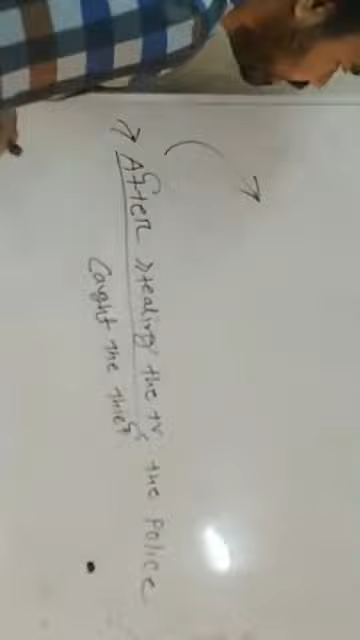 → After stealing the TV, the Police
caught the thief